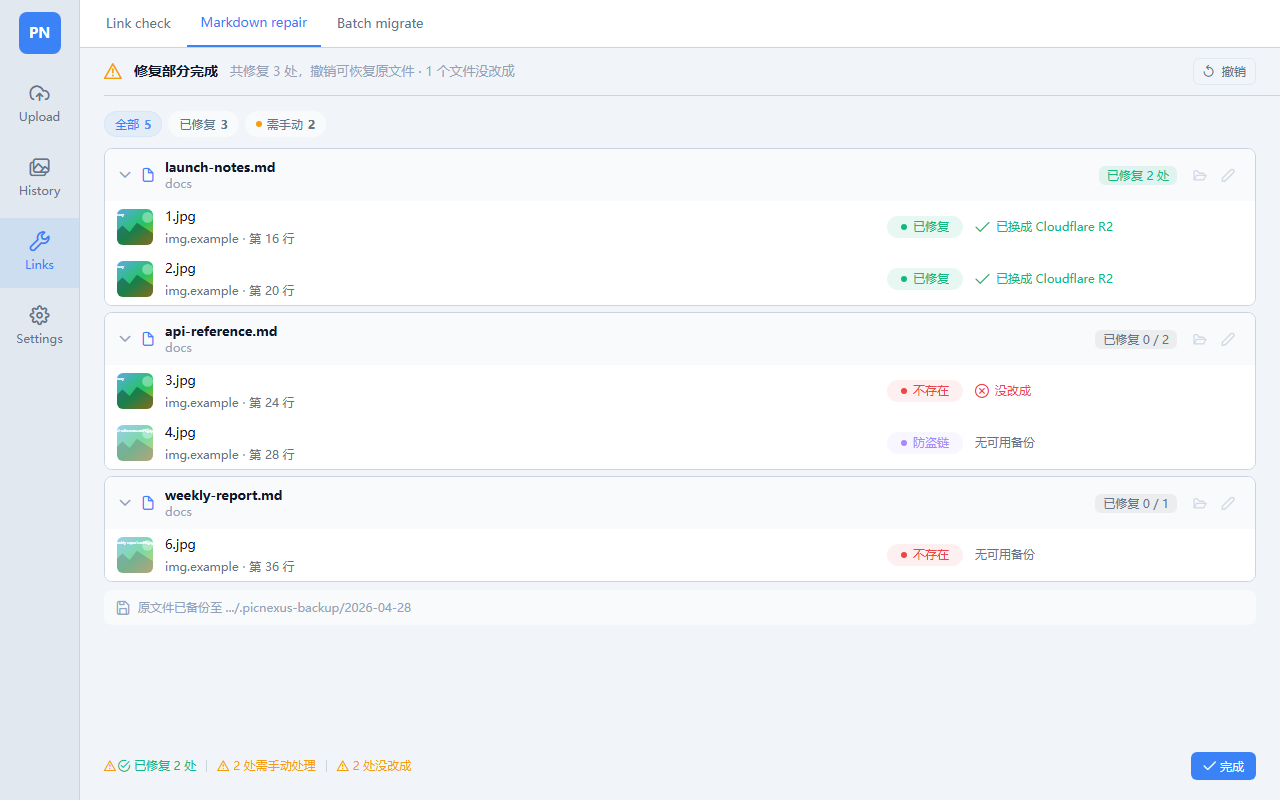 PN
Link check
Markdown repair
Batch migrate
Upload
History
Links
Settings
修复部分完成 共修复 3 处，撤销可恢复原文件 · 1 个文件没改成
撤销
全部 5
已修复 3
需手动 2
launch-notes.md
docs
已修复 2 处
1.jpg
img.example · 第 16 行
已修复
已换成 Cloudflare R2
2.jpg
img.example · 第 20 行
已修复
已换成 Cloudflare R2
api-reference.md
docs
已修复 0 / 2
3.jpg
img.example · 第 24 行
不存在
没改成
4.jpg
img.example · 第 28 行
防盗链
无可用备份
weekly-report.md
docs
已修复 0 / 1
6.jpg
img.example · 第 36 行
不存在
无可用备份
原文件已备份至 .../.picnexus-backup/2026-04-28
已修复 2 处
2 处需手动处理
2 处没改成
完成